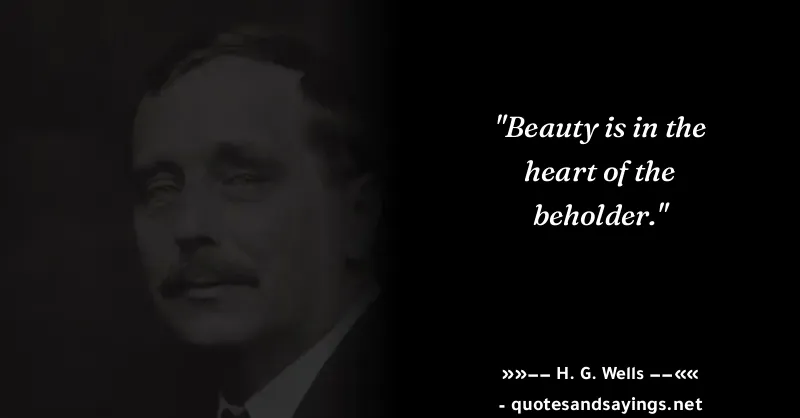 "Beauty is in the
heart of the
beholder."
»»−− H. G. Wells −−««
- quotesandsayings.net